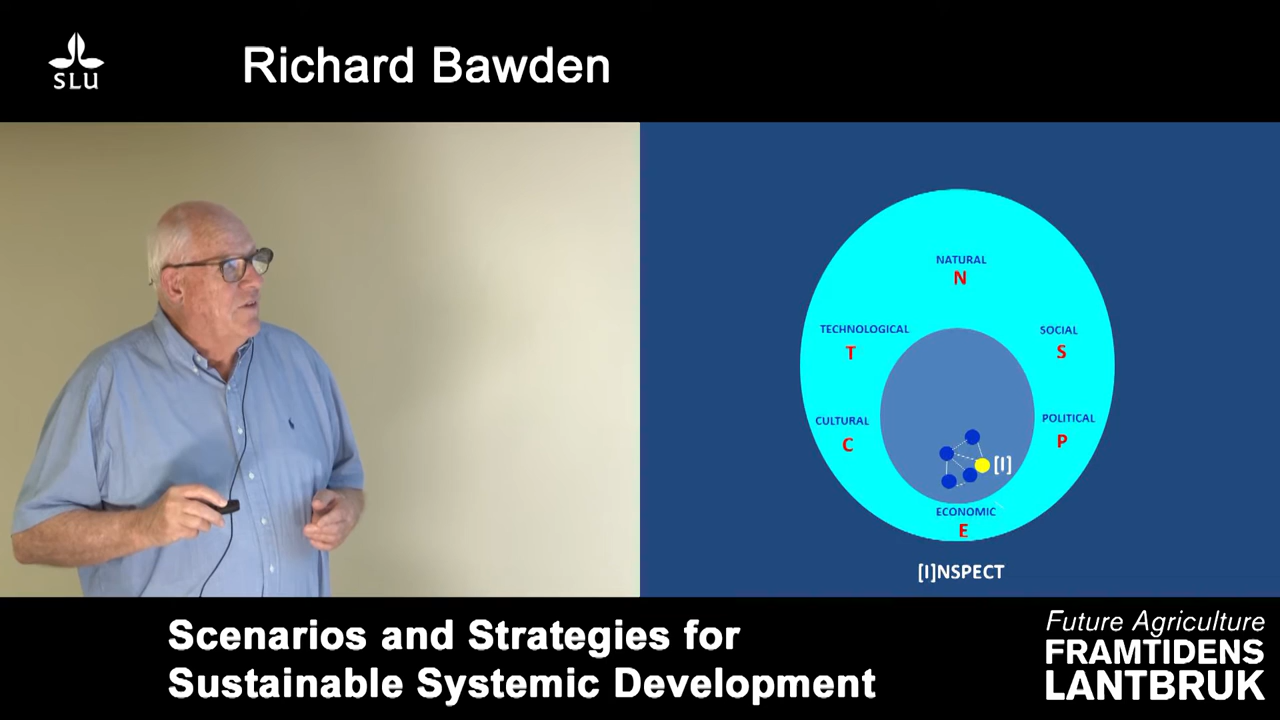 SLU
Richard Bawden
NATURAL
N
TECHNOLOGICAL
T
SOCIAL
S
CULTURAL
C
POLITICAL
P
[I]
ECONOMIC
E
[I]NSPECT
Scenarios and Strategies for
Sustainable Systemic Development
Future Agriculture
FRAMTIDENS
LANTBRUK